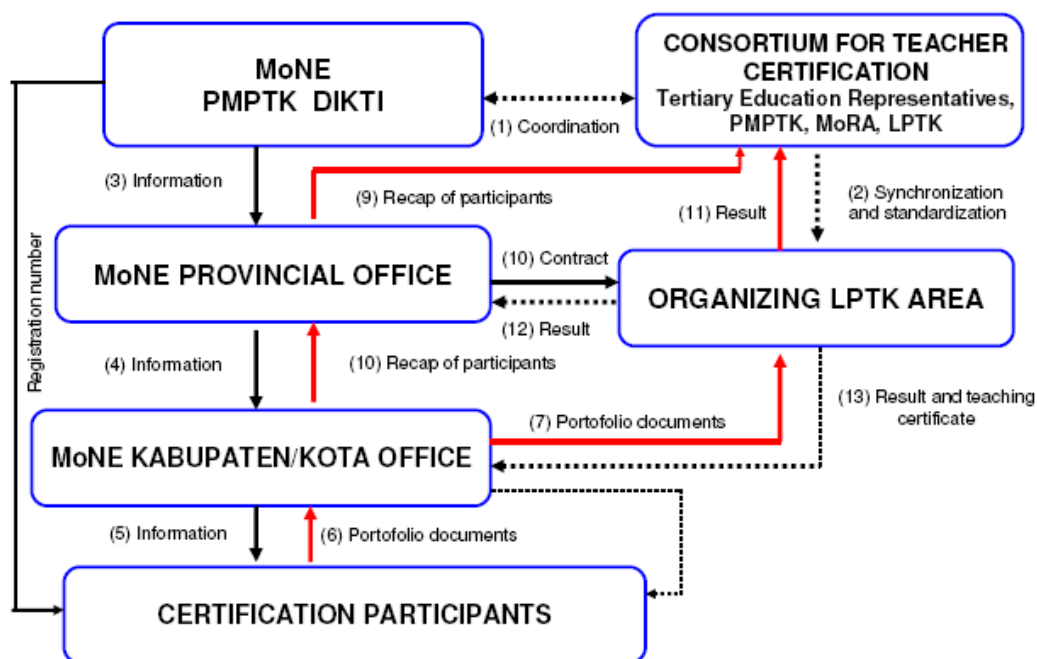 MoNE
PMPTK DIKTI
CONSORTIUM FOR TEACHER
CERTIFICATION
Tertiary Education Representatives,
PMPTK, MoRA, LPTK
(1) Coordination
(2) Synchronization
and standardization
(3) Information
(9) Recap of participants
(11) Result
Registration number
MoNE PROVINCIAL OFFICE
(10) Contract
(12) Result
ORGANIZING LPTK AREA
(4) Information
(10) Recap of participants
(13) Result and teaching
certificate
(7) Portofolio documents
MoNE KABUPATEN/KOTA OFFICE
(5) Information
(6) Portofolio documents
CERTIFICATION PARTICIPANTS